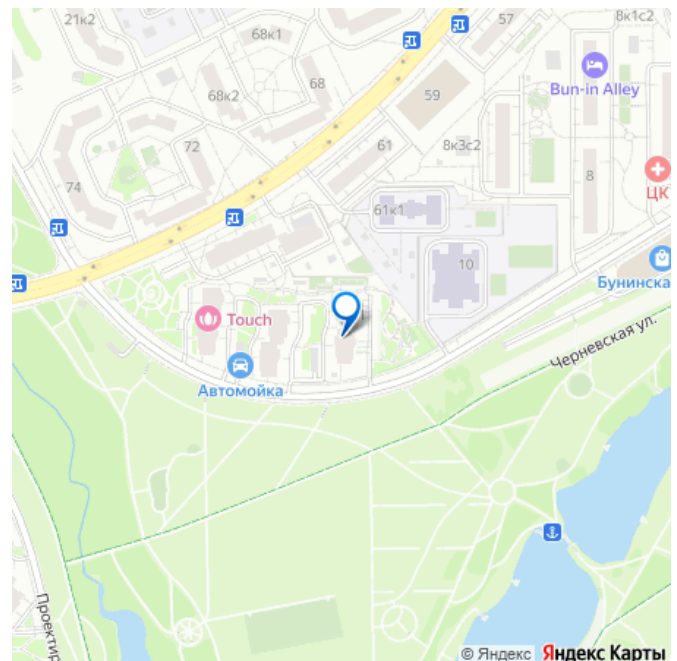 21к2
68к1
57
8к1с2
68
Bun-in Alley
68к2
59
72
61
8к3с2
74
8
ЦК
61к1
10
Бунинска
Touch
Черневская ул.
Автомойка
Проектир
© Яндекс Яндекс Карты